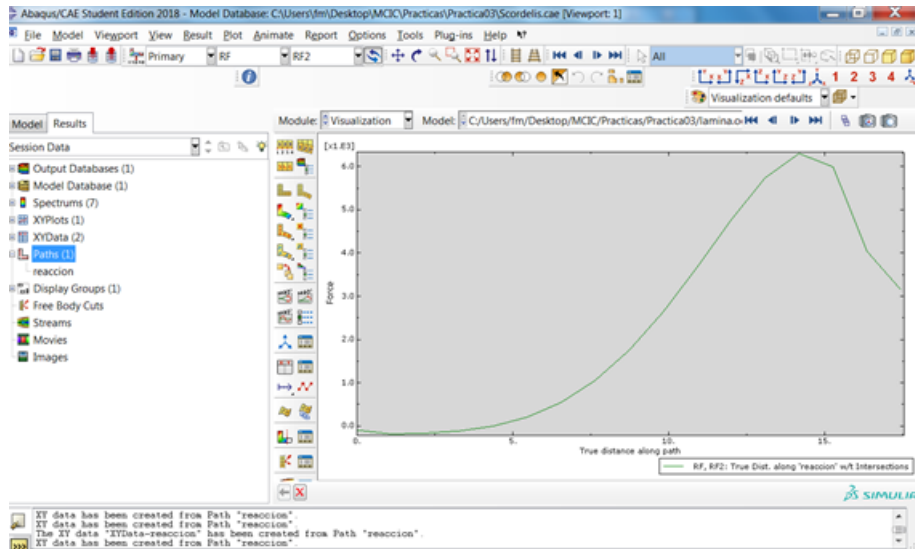 Abaqus/CAE Student Edition 2018 - Model Database: C:\Users\fm\Desktop\MCIC\Practicas\Practica03\Scordelis.cae [Viewport: 1]
File Model Viewport View Result Plot Animate Report Options Tools Plug-ins Help
Primary RF RF2 All
1 2 3 4
Visualization defaults
Model Results
Module: Visualization Model: C:/Users/fm/Desktop/MCIC/Practicas/Practica03/lamina.o
Session Data
Output Databases (1)
Model Database (1)
Spectrums (7)
XYPlots (1)
XYData (2)
Paths (1)
reaccion
Display Groups (1)
Free Body Cuts
Streams
Movies
Images
[x1.E3]
6.0
5.0
4.0
3.0
2.0
1.0
0.0
Force
0. 5. 10. 15.
True distance along path
RF, RF2: True Dist. along 'reaccion' w/t Intersections
SIMULIA
XY data has been created from Path "reaccion".
XY data has been created from Path "reaccion".
The XY data "XYData-reaccion" has been created from Path "reaccion".
XY data has been created from Path "reaccion".